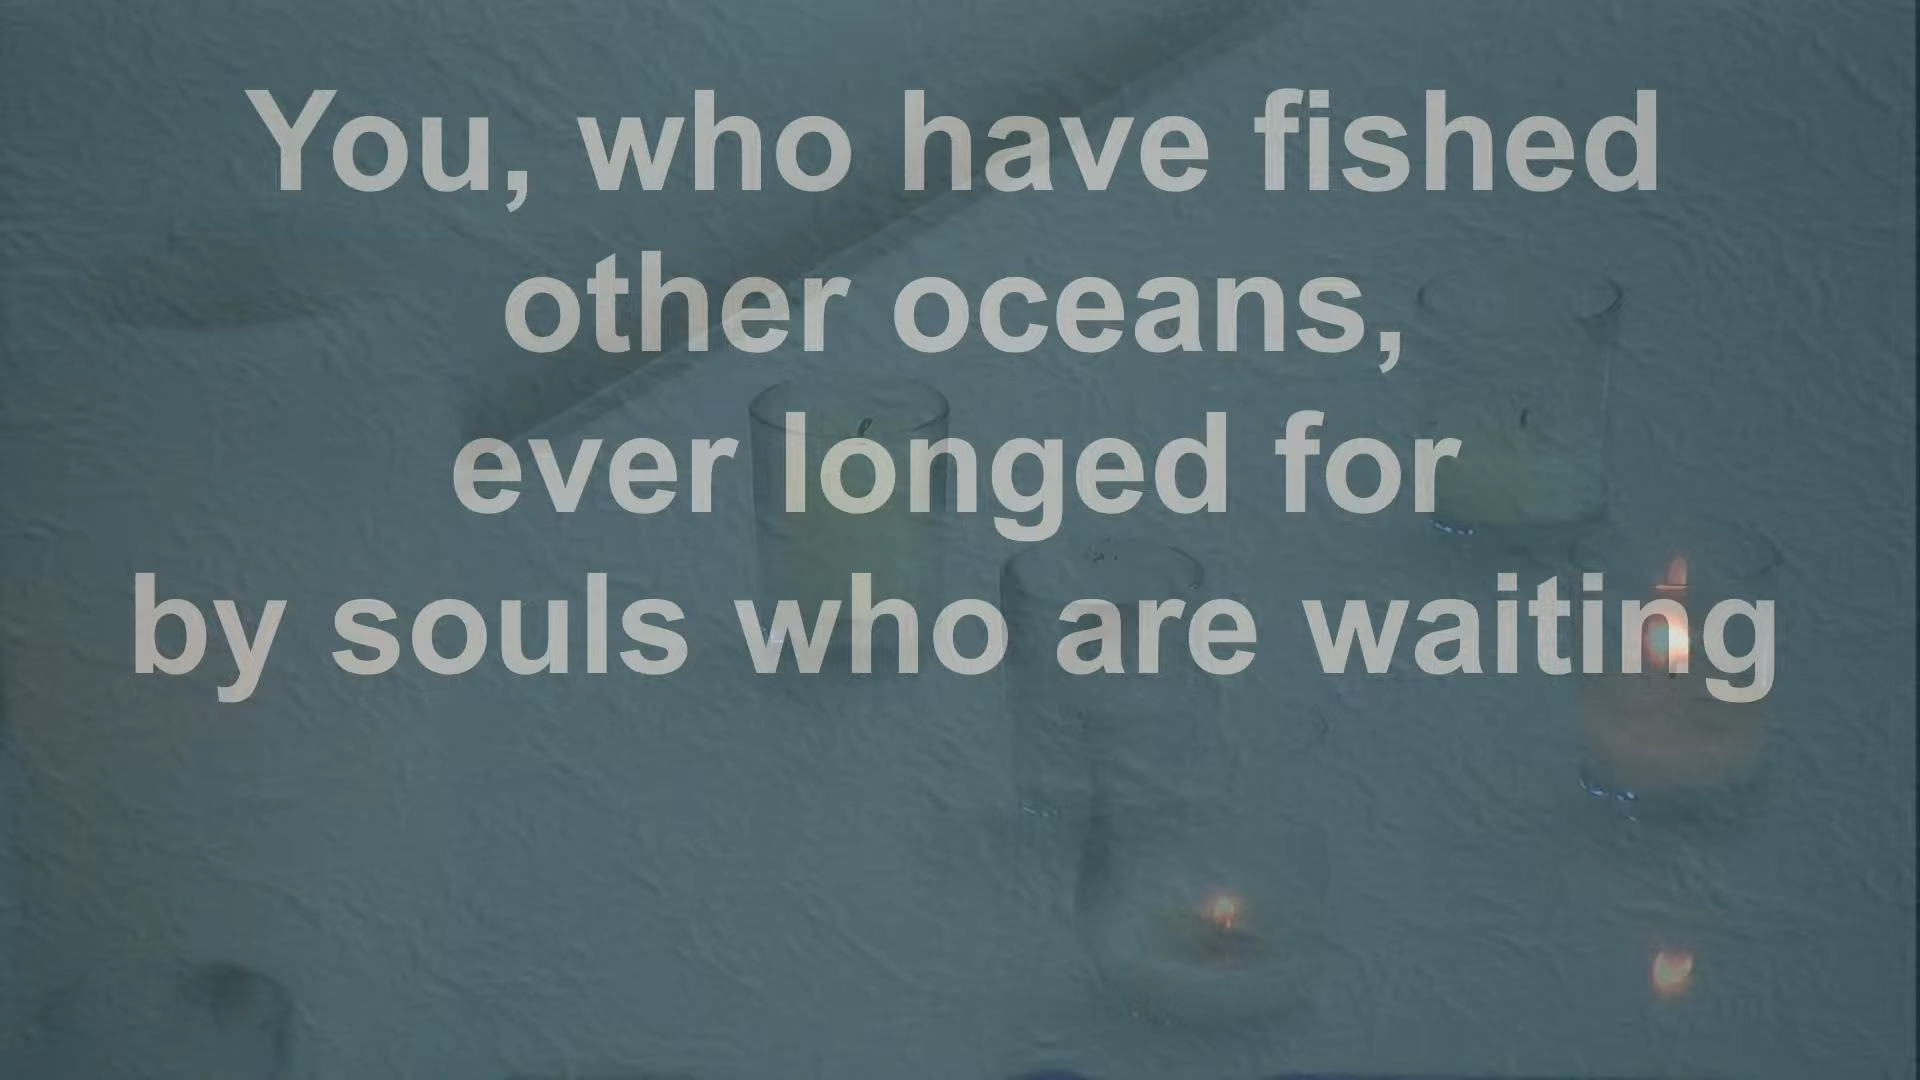 You, who have fished
other oceans,
ever longed for
by souls who are waiting